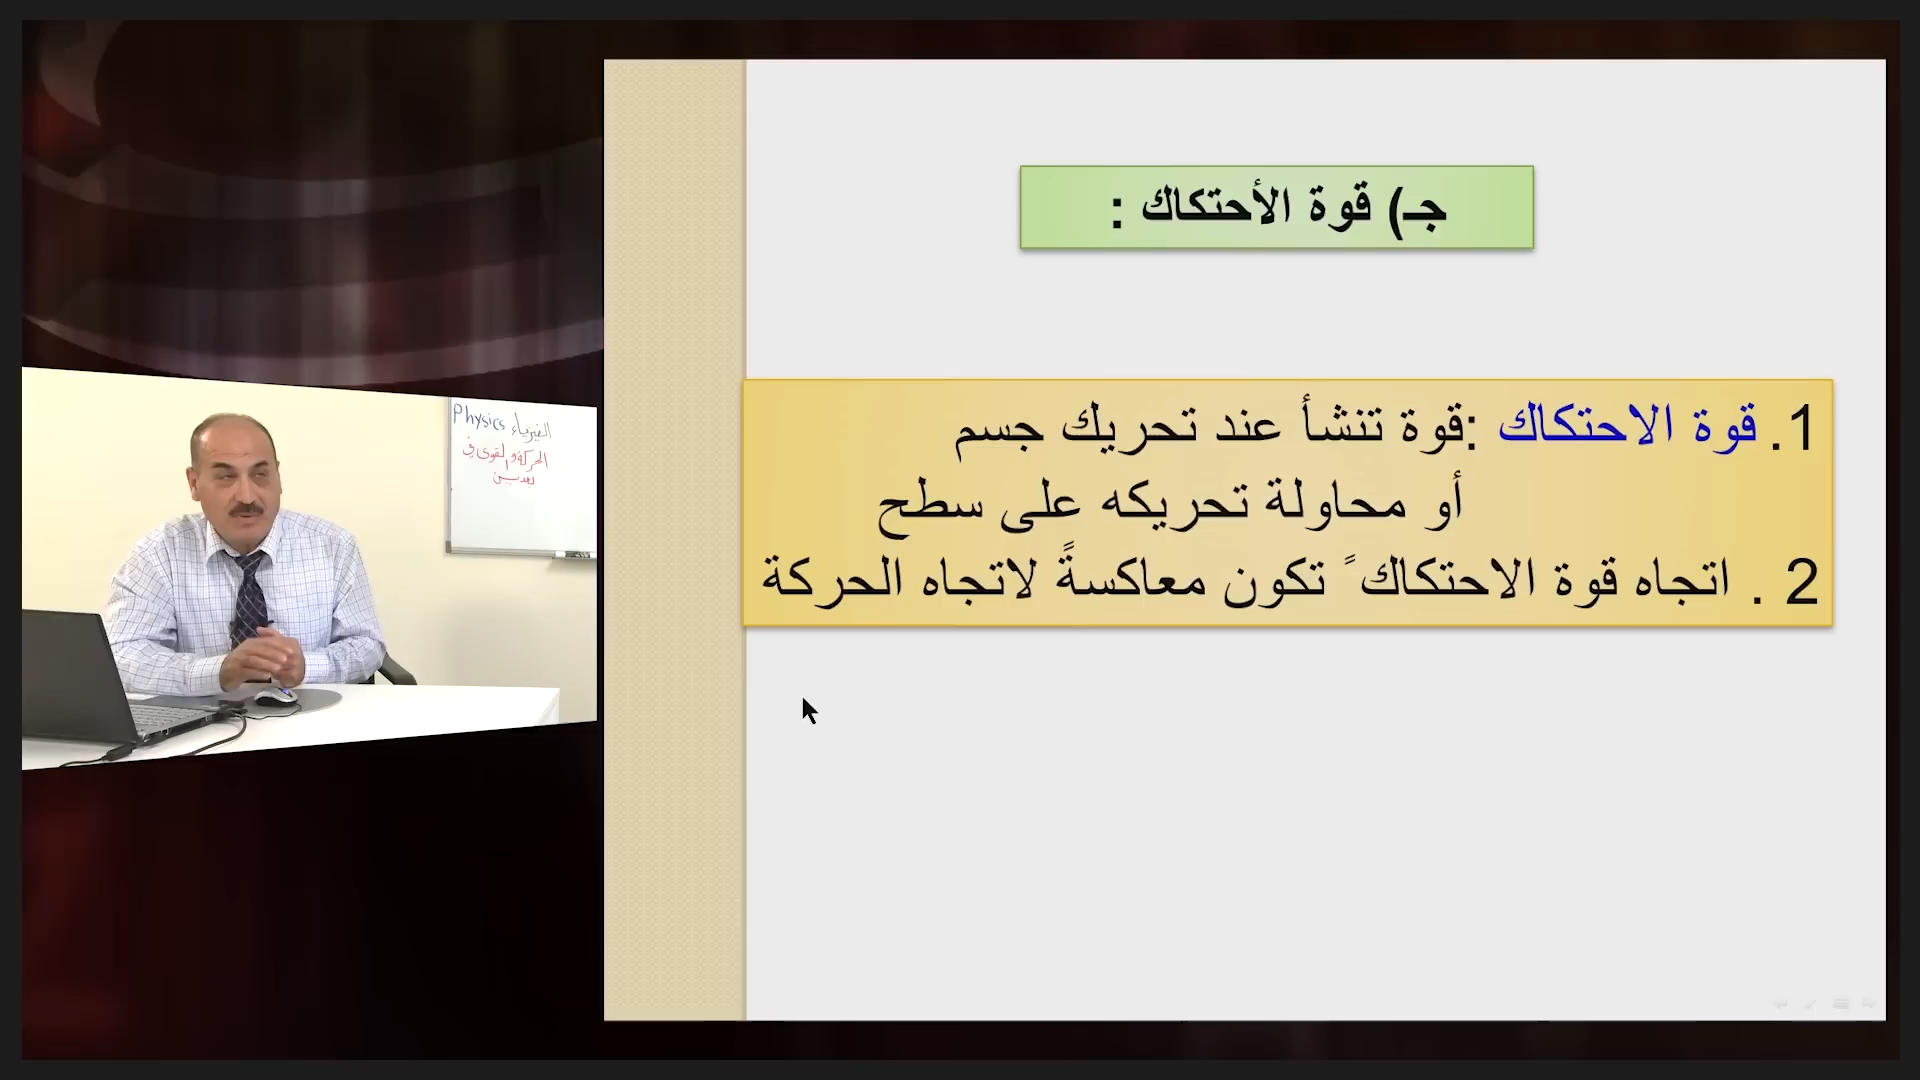 جـ) قوة الأحتكاك :
1. قوة الاحتكاك :قوة تنشأ عند تحريك جسم
أو محاولة تحريكه على سطح
2 . اتجاه قوة الاحتكاك ً تكون معاكسةً لاتجاه الحركة
الفيزياء Physics
الحركة والقوى في
بعدين